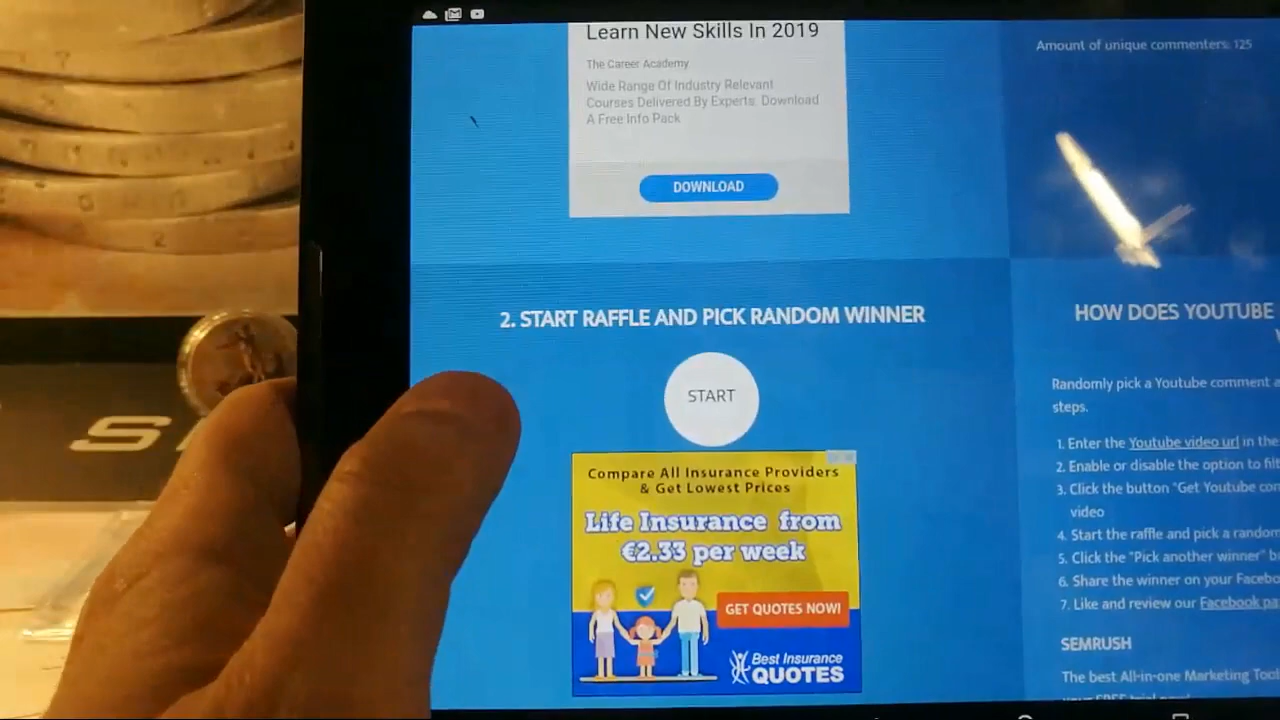 Learn New Skills In 2019
The Career Academy
Wide Range Of Industry Relevant
Courses Delivered By Experts. Download
A Free Info Pack
DOWNLOAD
Amount of unique commenters: 125
2. START RAFFLE AND PICK RANDOM WINNER
START
Compare All Insurance Providers
& Get Lowest Prices
Life Insurance from
€2.33 per week
GET QUOTES NOW!
Best Insurance
QUOTES
HOW DOES YOUTUBE
Randomly pick a Youtube comment
steps.
1. Enter the Youtube video url in the
2. Enable or disable the option to
3. Click the button "Get Youtube
video
4. Start the raffle and pick a random
5. Click the "Pick another winner"
6. Share the winner on your
7. Like and review our Facebook
SEMRUSH
The best All-in-one Marketing
S